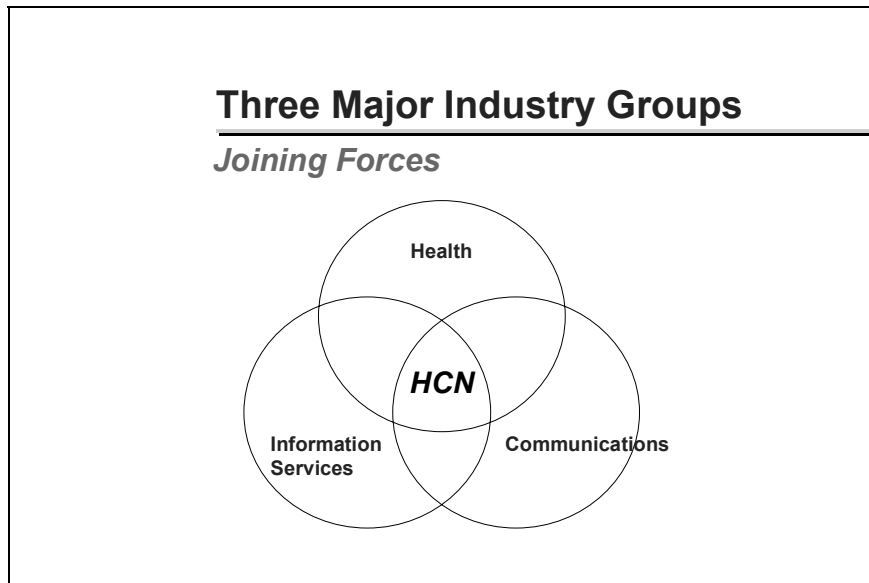 Three Major Industry Groups
Joining Forces
Health
HCN
Information
Services
Communications